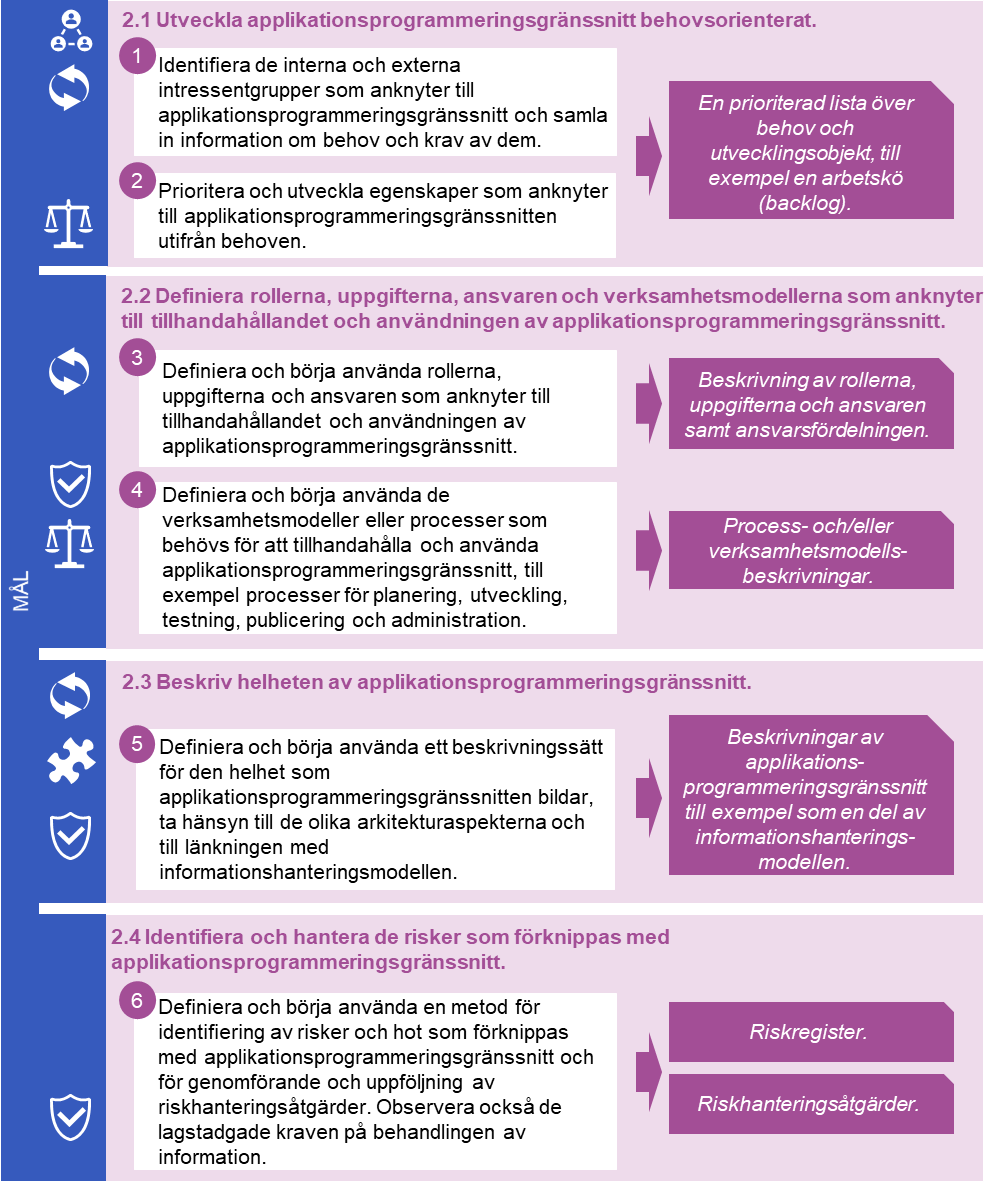 MÅL
2.1 Utveckla applikationsprogrammeringsgränssnitt behovsorienterat.
1
Identifiera de interna och externa
intressentgrupper som anknyter till
applikationsprogrammeringsgränssnitt och samla
in information om behov och krav av dem.
2
Prioritera och utveckla egenskaper som anknyter
till applikationsprogrammeringsgränssnitten
utifrån behoven.
En prioriterad lista över
behov och
utvecklingsobjekt, till
exempel en arbetskö
(backlog).
2.2 Definiera rollerna, uppgifterna, ansvaren och verksamhetsmodellerna som anknyter
till tillhandahållandet och användningen av applikationsprogrammeringsgränssnitt.
3
Definiera och börja använda rollerna,
uppgifterna och ansvaren som anknyter till
tillhandahållandet och användningen av
applikationsprogrammeringsgränssnitt.
Beskrivning av rollerna,
uppgifterna och ansvaren
samt ansvarsfördelningen.
4
Definiera och börja använda de
verksamhetsmodeller eller processer som
behövs för att tillhandahålla och använda
applikationsprogrammeringsgränssnitt, till
exempel processer för planering, utveckling,
testning, publicering och administration.
Process- och/eller
verksamhetsmodells-
beskrivningar.
2.3 Beskriv helheten av applikationsprogrammeringsgränssnitt.
5
Definiera och börja använda ett beskrivningssätt
för den helhet som
applikationsprogrammeringsgränssnitten bildar,
ta hänsyn till de olika arkitekturaspekterna och
till länkningen med
informationshanteringsmodellen.
Beskrivningar av
applikations-
programmeringsgränssnitt
till exempel som en del av
informationshanterings-
modellen.
2.4 Identifiera och hantera de risker som förknippas med
applikationsprogrammeringsgränssnitt.
6
Definiera och börja använda en metod för
identifiering av risker och hot som förknippas
med applikationsprogrammeringsgränssnitt och
för genomförande och uppföljning av
riskhanteringsåtgärder. Observera också de
lagstadgade kraven på behandlingen av
information.
Riskregister.
Riskhanteringsåtgärder.